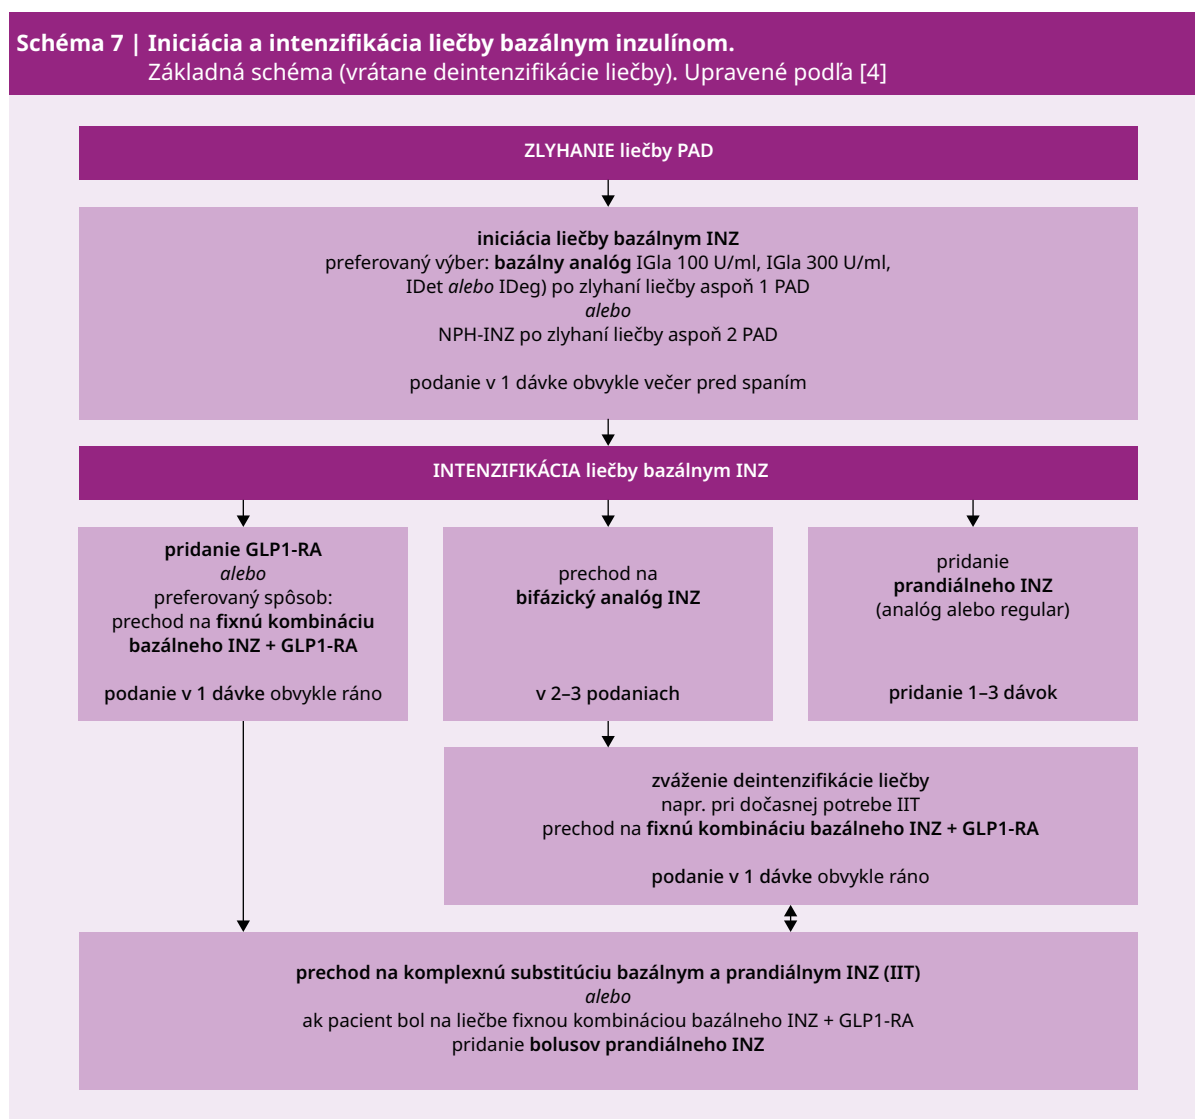 Schéma 7 | Iniciácia a intenzifikácia liečby bazálnym inzulínom.
Základná schéma (vrátane deintenzifikácie liečby). Upravené podľa [4]
ZLYHANIE liečby PAD
iniciácia liečby bazálnym INZ
preferovaný výber: bazálny analóg IGla 100 U/ml, IGla 300 U/ml,
IDet alebo IDeg) po zlyhaní liečby aspoň 1 PAD
alebo
NPH-INZ po zlyhaní liečby aspoň 2 PAD
podanie v 1 dávke obvykle večer pred spaním
INTENZIFIKÁCIA liečby bazálnym INZ
pridanie GLP1-RA
alebo
preferovaný spôsob:
prechod na fixnú kombináciu
bazálneho INZ + GLP1-RA
podanie v 1 dávke obvykle ráno
prechod na
bifázický analóg INZ
v 2–3 podaniach
pridanie
prandiálneho INZ
(analóg alebo regular)
pridanie 1–3 dávok
zváženie deintenzifikácie liečby
napr. pri dočasnej potrebe IIT
prechod na fixnú kombináciu bazálneho INZ + GLP1-RA
podanie v 1 dávke obvykle ráno
prechod na komplexnú substitúciu bazálnym a prandiálnym INZ (IIT)
alebo
ak pacient bol na liečbe fixnou kombináciou bazálneho INZ + GLP1-RA
pridanie bolusov prandiálneho INZ